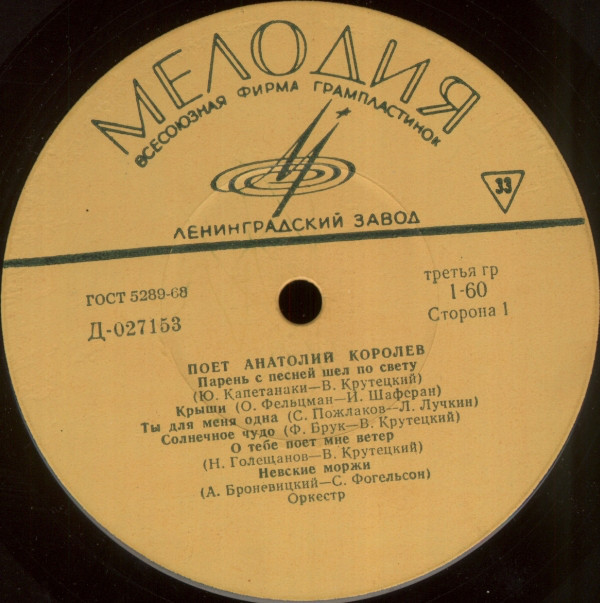 МЕЛОДИЯ
ВСЕСОЮЗНАЯ ФИРМА ГРАМПЛАСТИНОК
33
ЛЕНИНГРАДСКИЙ ЗАВОД
ГОСТ 5289-68
третья гр
Д-027153
1-60
Сторона 1
ПОЕТ АНАТОЛИЙ КОРОЛЕВ
Парень с песней шел по свету
(Ю. Капетанаки—В. Крутецкий)
Крыши (О. Фельцман—И. Шаферан)
Ты для меня одна (С. Пожлаков—Л. Лучкин)
Солнечное чудо (Ф. Брук—В. Крутецкий)
О тебе поет мне ветер
(Н. Голещанов—В. Крутецкий)
Невские моржи
(А. Броневицкий—С. Фогельсон)
Оркестр